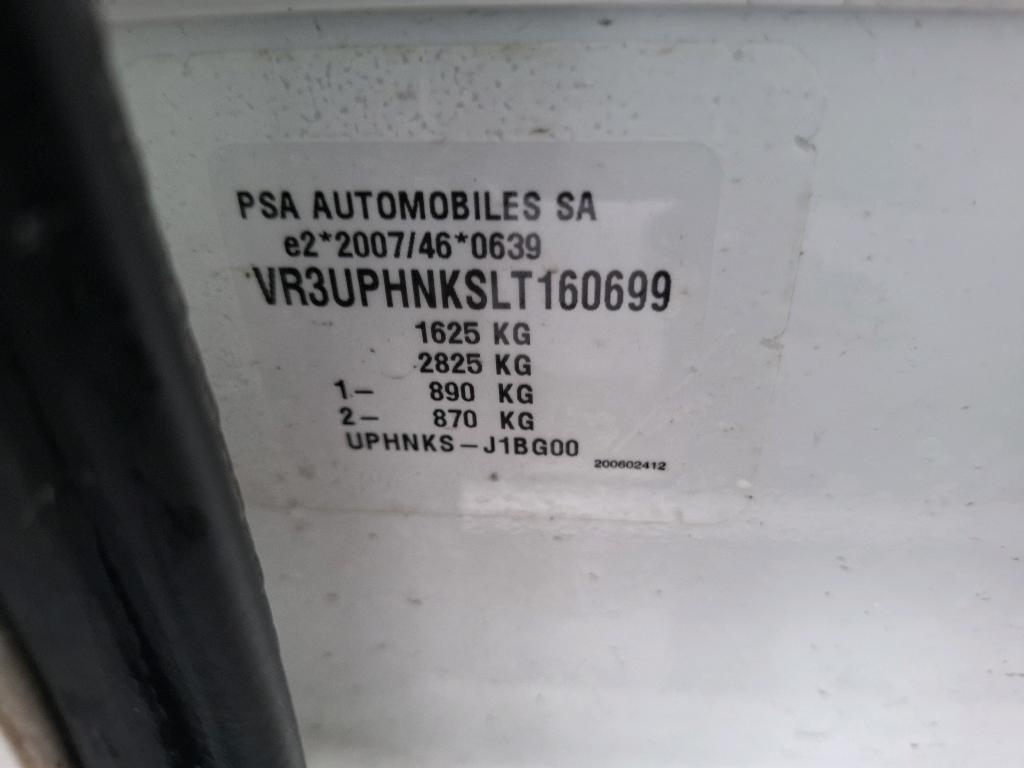 PSA AUTOMOBILES SA
e2*2007/46*0639
VR3UPHNKSLT160699
1625 KG
2825 KG
1- 890 KG
2- 870 KG
UPHNKS-J1BG00
200602412